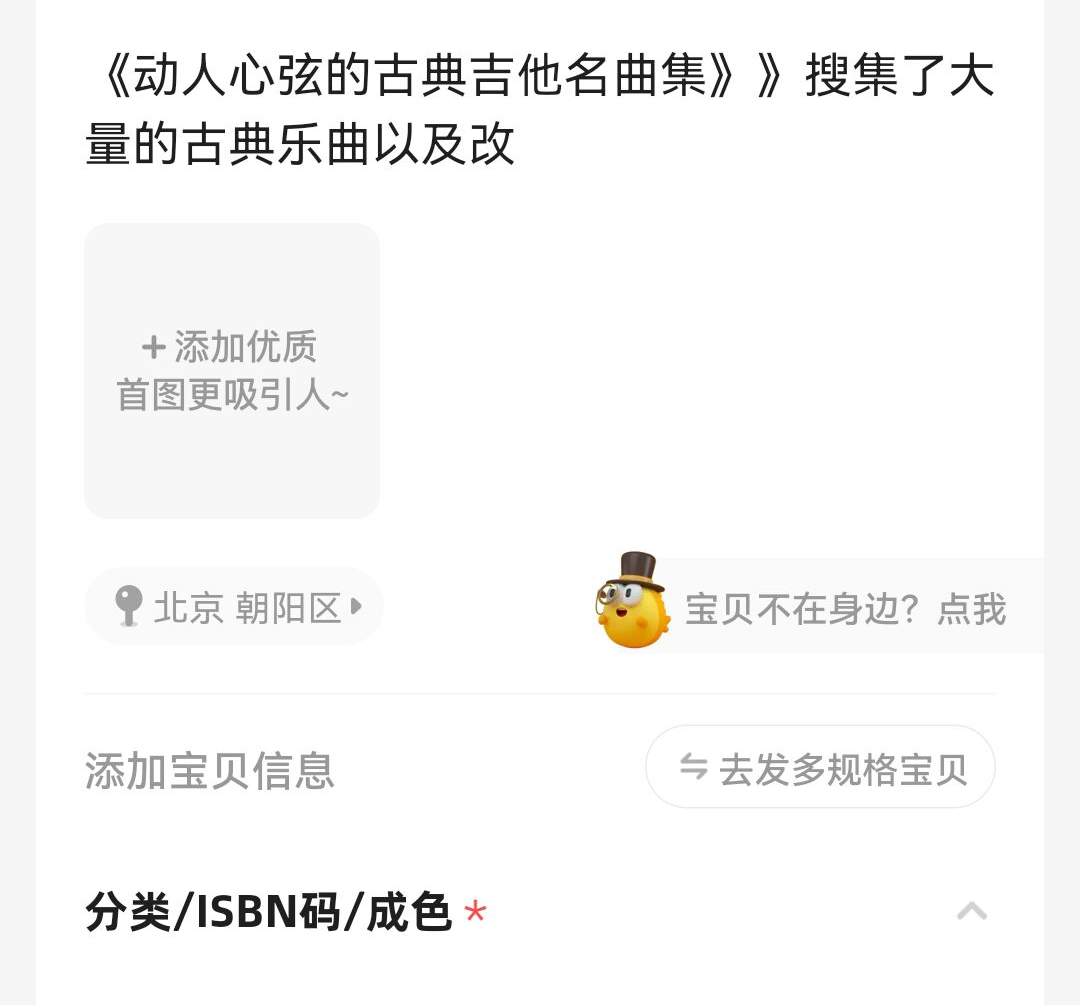 《动人心弦的古典吉他名曲集》》搜集了大
量的古典乐曲以及改
+ 添加优质
首图更吸引人~
北京 朝阳区
宝贝不在身边？点我
添加宝贝信息
去发多规格宝贝
分类/ISBN码/成色 *